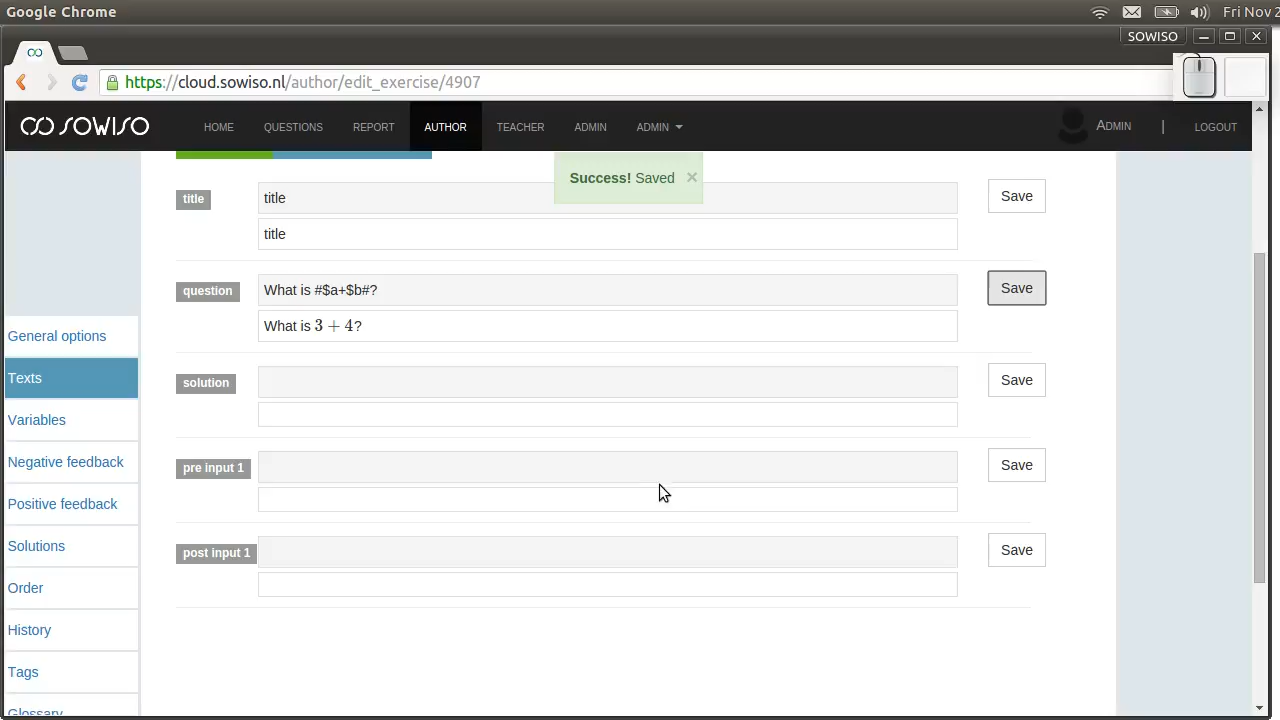 Google Chrome
Fri Nov 2
SOWISO
https://cloud.sowiso.nl/author/edit_exercise/4907
SOWISO
HOME
QUESTIONS
REPORT
AUTHOR
TEACHER
ADMIN
ADMIN
ADMIN
|
LOGOUT
Success! Saved ×
title
title
Save
title
question
What is #$a+$b#?
Save
What is 3 + 4?
General options
Texts
solution
Save
Variables
Negative feedback
pre input 1
Save
Positive feedback
Solutions
post input 1
Save
Order
History
Tags
Glossary